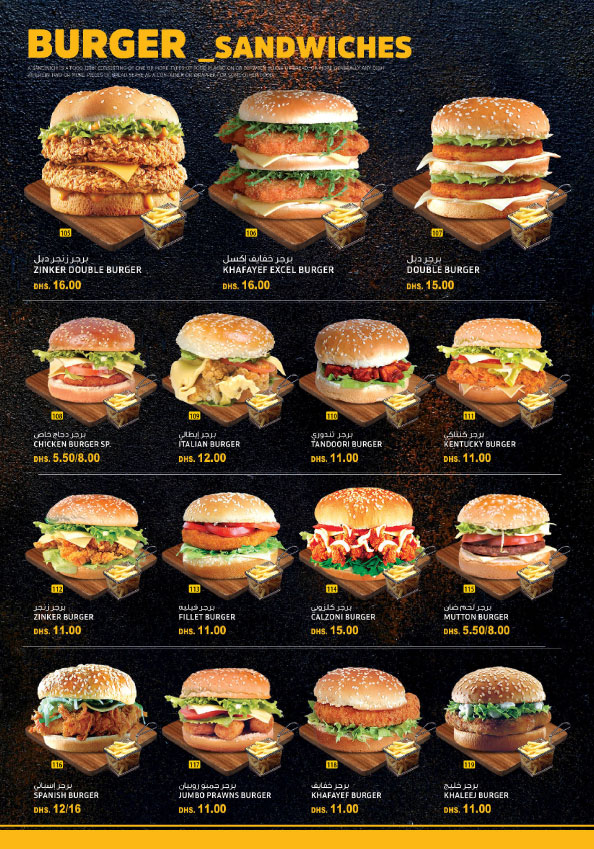 BURGER _SANDWICHES
105
برجر زنجر دبل
ZINKER DOUBLE BURGER
DHS. 16.00
106
برجر خفايف إكسل
KHAFAYEF EXCEL BURGER
DHS. 16.00
107
برجر دبل
DOUBLE BURGER
DHS. 15.00
108
برجر دجاج خاص
CHICKEN BURGER SP.
DHS. 5.50/8.00
109
برجر إيطالي
ITALIAN BURGER
DHS. 12.00
110
برجر تندوري
TANDOORI BURGER
DHS. 11.00
111
برجر كنتاكي
KENTUCKY BURGER
DHS. 11.00
112
برجر زنجر
ZINKER BURGER
DHS. 11.00
113
برجر فيليه
FILLET BURGER
DHS. 11.00
114
برجر كلزوني
CALZONI BURGER
DHS. 15.00
115
برجر لحم ضان
MUTTON BURGER
DHS. 5.50/8.00
116
برجر إسباني
SPANISH BURGER
DHS. 12/16
117
برجر جمبو روبيان
JUMBO PRAWNS BURGER
DHS. 11.00
118
برجر خفايف
KHAFAYEF BURGER
DHS. 11.00
119
برجر خليج
KHALEEJ BURGER
DHS. 11.00